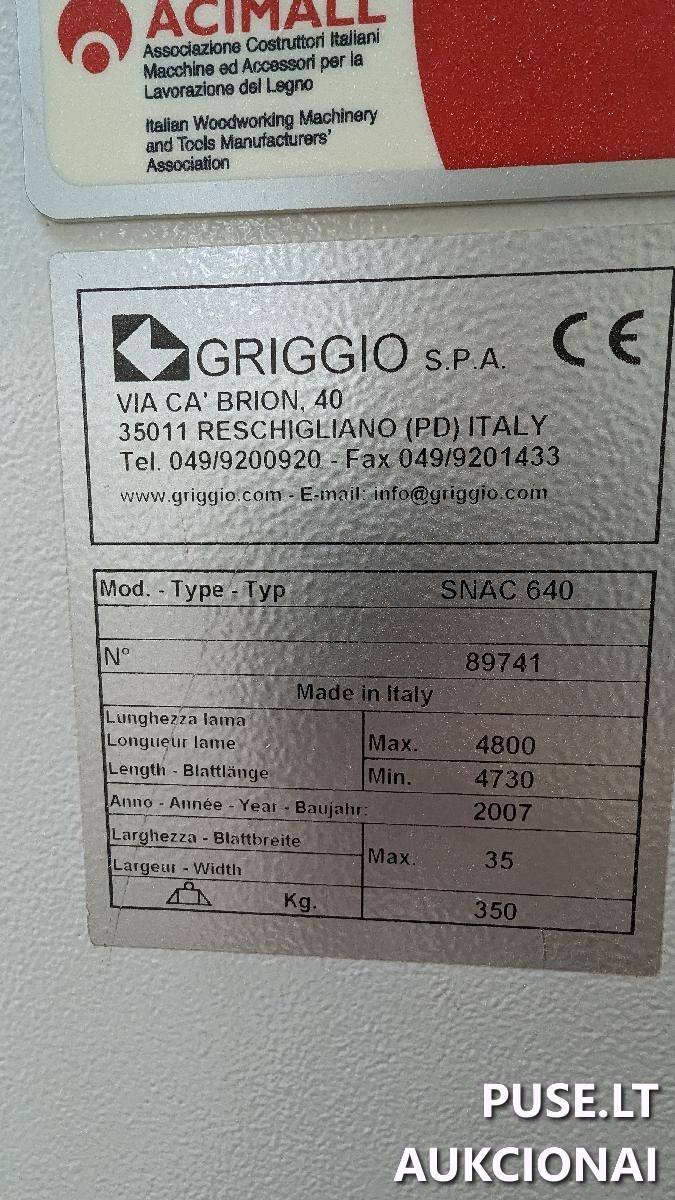 ACIMALL
Associazione Costruttori Italiani
Macchine ed Accessori per la
Lavorazione del Legno
Italian Woodworking Machinery
and Tools Manufacturers'
Association
GRIGGIO S.P.A. CE
VIA CA' BRION, 40
35011 RESCHIGLIANO (PD) ITALY
Tel. 049/9200920 - Fax 049/9201433
www.griggio.com - E-mail: info@griggio.com
Mod. - Type - Typ SNAC 640
N° 89741
Made in Italy
Lunghezza lama
Longueur lame Max. 4800
Length - Blattlänge Min. 4730
Anno - Année - Year - Baujahr: 2007
Larghezza - Blattbreite
Largeur - Width Max. 35
Kg. 350
PUSE.LT
AUKCIONAI